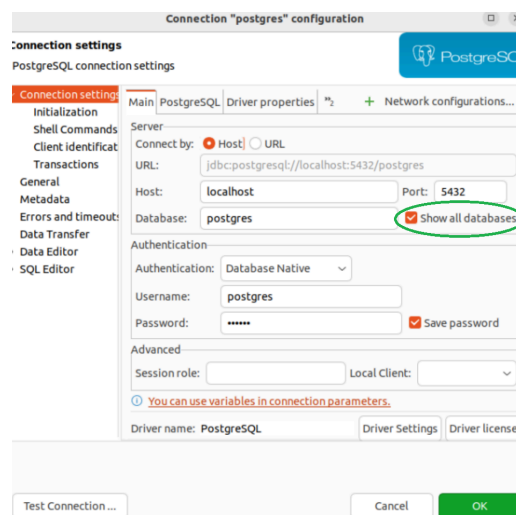 Connection "postgres" configuration
Connection settings
PostgreSQL connection settings
PostgreSQ
Connection settings
Initialization
Shell Commands
Client identificat
Transactions
General
Metadata
Errors and timeouts
Data Transfer
Data Editor
SQL Editor
Main PostgreSQL Driver properties "2 + Network configurations...
Server
Connect by: Host URL
URL: jdbc:postgresql://localhost:5432/postgres
Host: localhost Port: 5432
Database: postgres Show all databases
Authentication
Authentication: Database Native
Username: postgres
Password: ••••••
Save password
Advanced
Session role: Local Client:
You can use variables in connection parameters.
Driver name: PostgreSQL Driver Settings Driver license
Test Connection ... Cancel OK